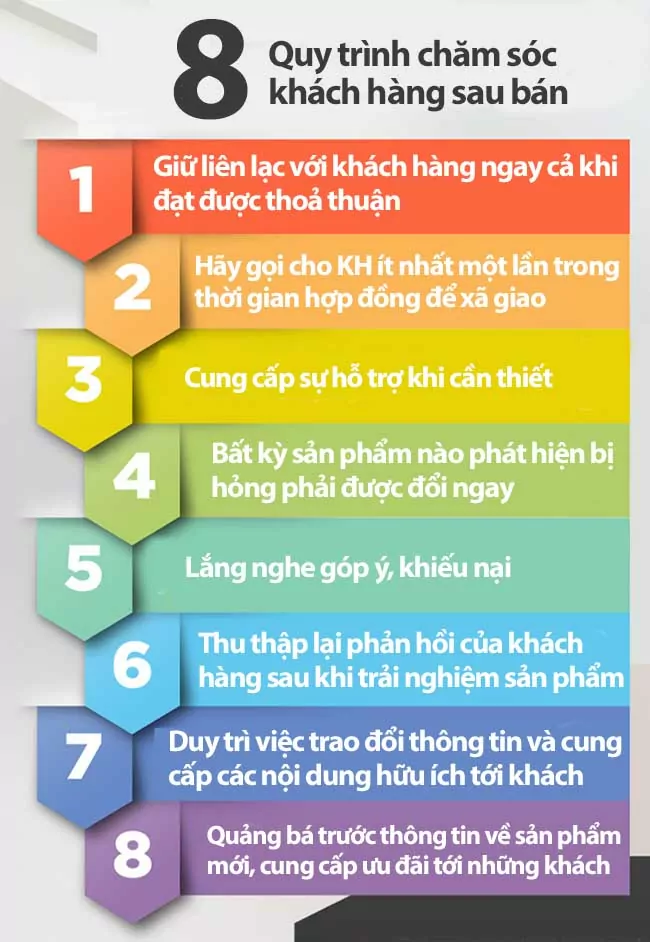 8
Quy trình chăm sóc
khách hàng sau bán
1
Giữ liên lạc với khách hàng ngay cả khi
đạt được thoả thuận
2
Hãy gọi cho KH ít nhất một lần trong
thời gian hợp đồng để xã giao
3
Cung cấp sự hỗ trợ khi cần thiết
4
Bất kỳ sản phẩm nào phát hiện bị
hỏng phải được đổi ngay
5
Lắng nghe góp ý, khiếu nại
6
Thu thập lại phản hồi của khách
hàng sau khi trải nghiệm sản phẩm
7
Duy trì việc trao đổi thông tin và cung
cấp các nội dung hữu ích tới khách
8
Quảng bá trước thông tin về sản phẩm
mới, cung cấp ưu đãi tới những khách